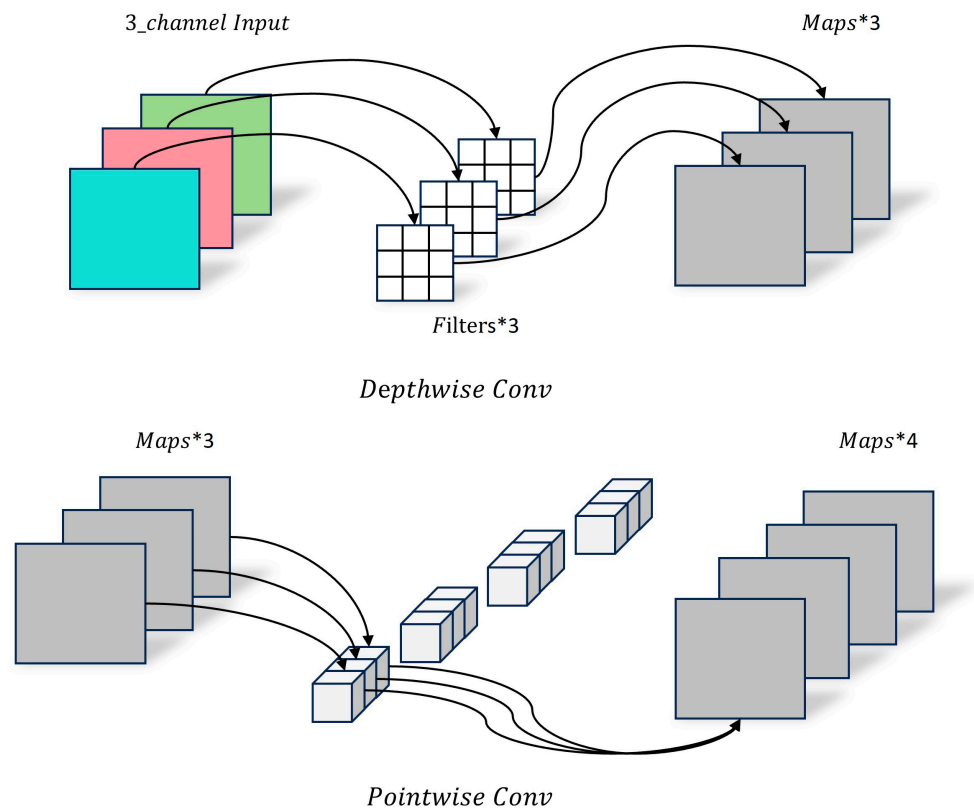 3_channel Input
Maps*3
Filters*3
Depthwise Conv
Maps*3
Maps*4
Pointwise Conv